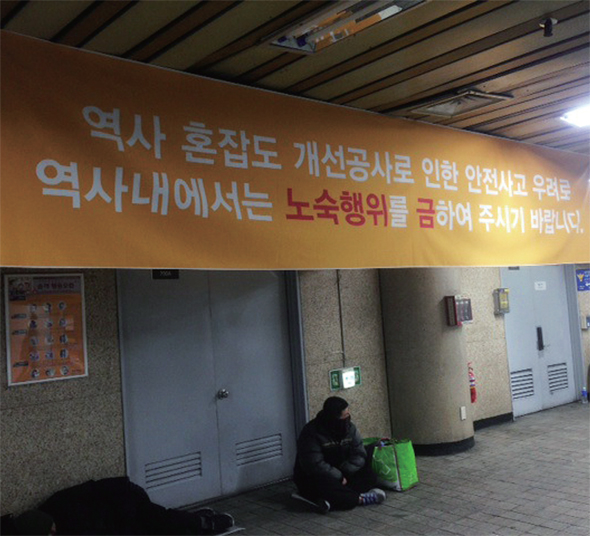 역사 혼잡도 개선공사로 인한 안전사고 우려로
역사내에서는 노숙행위를 금하여 주시기 바랍니다.